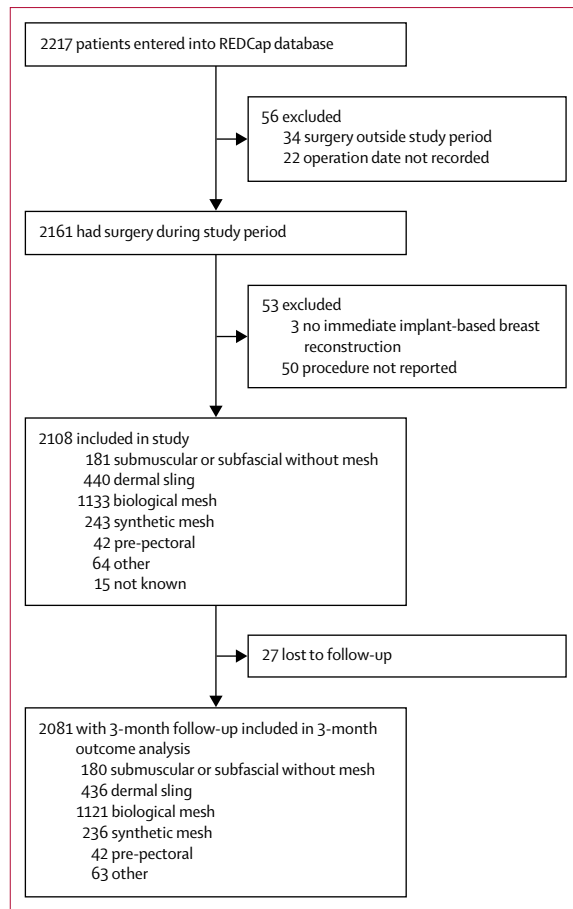 2217 patients entered into REDCap database
56 excluded
34 surgery outside study period
22 operation date not recorded
2161 had surgery during study period
53 excluded
3 no immediate implant-based breast
reconstruction
50 procedure not reported
2108 included in study
181 submuscular or subfascial without mesh
440 dermal sling
1133 biological mesh
243 synthetic mesh
42 pre-pectoral
64 other
15 not known
27 lost to follow-up
2081 with 3-month follow-up included in 3-month
outcome analysis
180 submuscular or subfascial without mesh
436 dermal sling
1121 biological mesh
236 synthetic mesh
42 pre-pectoral
63 other